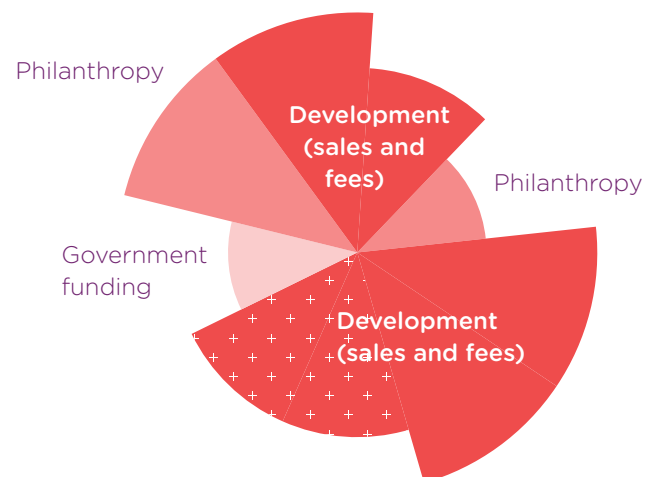 Philanthropy
Development
(sales and
fees)
Philanthropy
Government
funding
Development
(sales and fees)